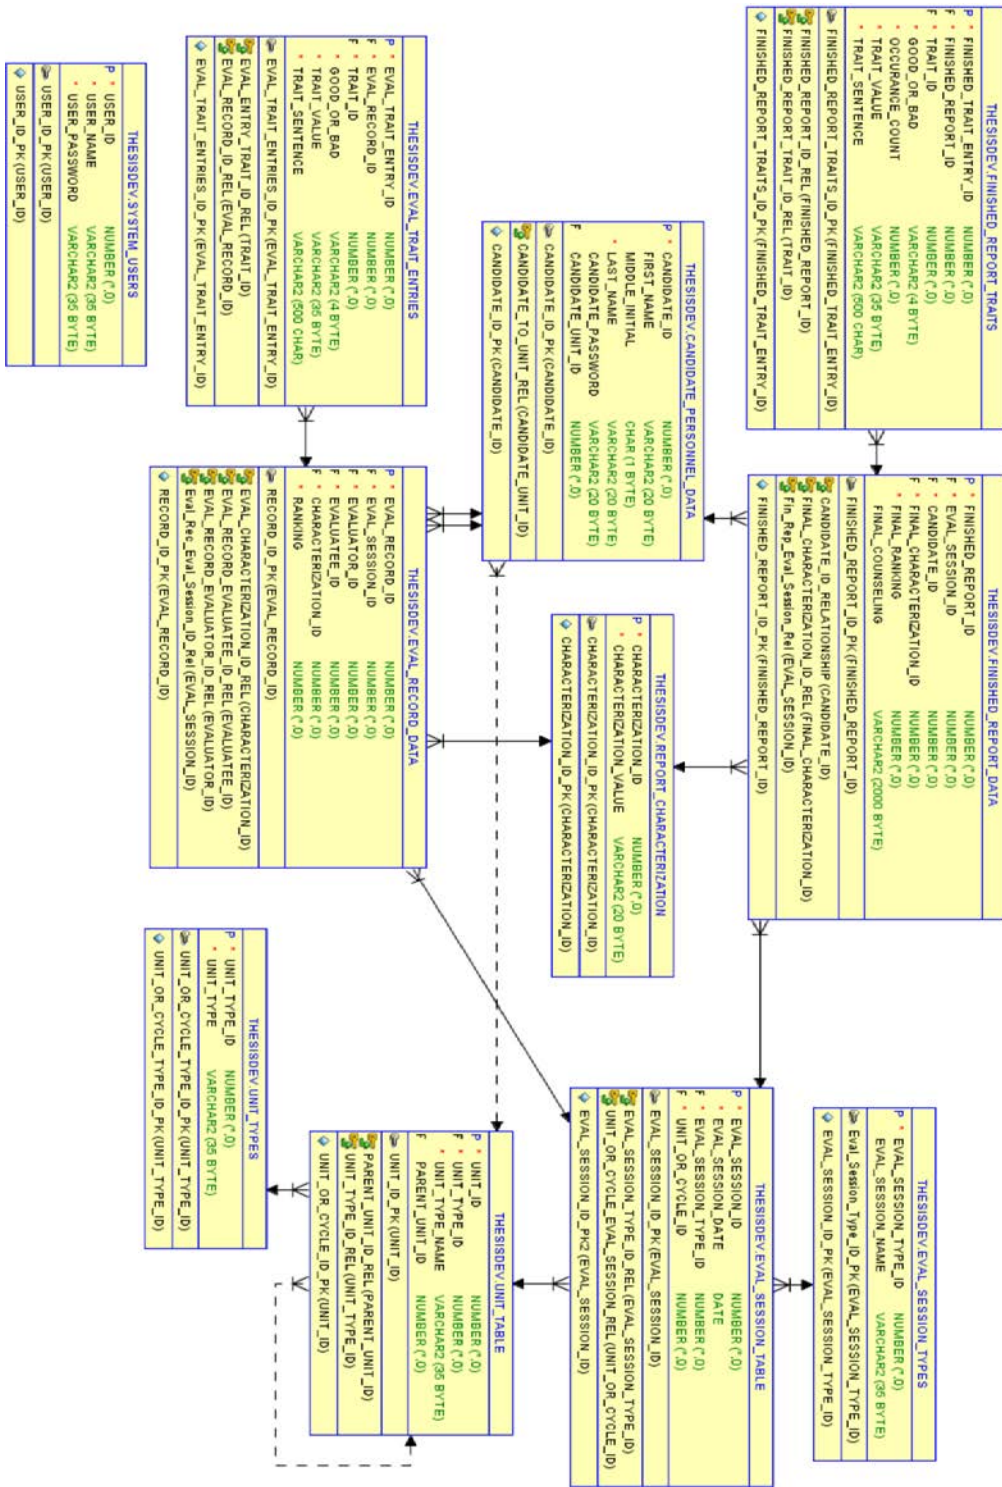 THESISDEV.FINISHED_REPORT_TRAITS
P * FINISHED_TRAIT_ENTRY_ID NUMBER (*,0)
F * FINISHED_REPORT_ID NUMBER (*,0)
F * TRAIT_ID NUMBER (*,0)
* GOOD_OR_BAD VARCHAR2 (4 BYTE)
* OCCURANCE_COUNT NUMBER (*,0)
* TRAIT_VALUE VARCHAR2 (35 BYTE)
* TRAIT_SENTENCE VARCHAR2 (500 CHAR)
FINISHED_REPORT_TRAITS_ID_PK (FINISHED_TRAIT_ENTRY_ID)
FINISHED_REPORT_ID_REL (FINISHED_REPORT_ID)
FINISHED_REPORT_TRAIT_ID_REL (TRAIT_ID)
FINISHED_REPORT_TRAITS_ID_PK (FINISHED_TRAIT_ENTRY_ID)
THESISDEV.FINISHED_REPORT_DATA
P * FINISHED_REPORT_ID NUMBER (*,0)
F * EVAL_SESSION_ID NUMBER (*,0)
F * CANDIDATE_ID NUMBER (*,0)
F * FINAL_CHARACTERIZATION_ID NUMBER (*,0)
* FINAL_RANKING NUMBER (*,0)
FINAL_COUNSELING VARCHAR2 (2000 BYTE)
FINISHED_REPORT_ID_PK (FINISHED_REPORT_ID)
CANDIDATE_ID_RELATIONSHIP (CANDIDATE_ID)
FINAL_CHARACTERIZATION_ID_REL (FINAL_CHARACTERIZATION_ID)
Fin_Rep_Eval_Session_Rel (EVAL_SESSION_ID)
FINISHED_REPORT_ID_PK (FINISHED_REPORT_ID)
THESISDEV.EVAL_SESSION_TYPES
P * EVAL_SESSION_TYPE_ID NUMBER (*,0)
EVAL_SESSION_NAME VARCHAR2 (35 BYTE)
Eval_Session_Type_ID_PK (EVAL_SESSION_TYPE_ID)
EVAL_SESSION_ID_PK (EVAL_SESSION_TYPE_ID)
THESISDEV.CANDIDATE_PERSONNEL_DATA
P * CANDIDATE_ID NUMBER (*,0)
FIRST_NAME VARCHAR2 (20 BYTE)
MIDDLE_INITIAL CHAR (1 BYTE)
* LAST_NAME VARCHAR2 (20 BYTE)
CANDIDATE_PASSWORD VARCHAR2 (20 BYTE)
F CANDIDATE_UNIT_ID NUMBER (*,0)
CANDIDATE_ID_PK (CANDIDATE_ID)
CANDIDATE_TO_UNIT_REL (CANDIDATE_UNIT_ID)
CANDIDATE_ID_PK (CANDIDATE_ID)
THESISDEV.REPORT_CHARACTERIZATION
P * CHARACTERIZATION_ID NUMBER (*,0)
* CHARACTERIZATION_VALUE VARCHAR2 (20 BYTE)
CHARACTERIZATION_ID_PK (CHARACTERIZATION_ID)
CHARACTERIZATION_ID_PK (CHARACTERIZATION_ID)
THESISDEV.EVAL_SESSION_TABLE
P * EVAL_SESSION_ID NUMBER (*,0)
* EVAL_SESSION_DATE DATE
F * EVAL_SESSION_TYPE_ID NUMBER (*,0)
F * UNIT_OR_CYCLE_ID NUMBER (*,0)
EVAL_SESSION_ID_PK (EVAL_SESSION_ID)
EVAL_SESSION_TYPE_ID_REL (EVAL_SESSION_TYPE_ID)
UNIT_OR_CYCLE_EVAL_SESSION_REL (UNIT_OR_CYCLE_ID)
EVAL_SESSION_ID_PK2 (EVAL_SESSION_ID)
THESISDEV.EVAL_TRAIT_ENTRIES
P * EVAL_TRAIT_ENTRY_ID NUMBER (*,0)
F * EVAL_RECORD_ID NUMBER (*,0)
F * TRAIT_ID NUMBER (*,0)
* GOOD_OR_BAD VARCHAR2 (4 BYTE)
* TRAIT_VALUE VARCHAR2 (35 BYTE)
* TRAIT_SENTENCE VARCHAR2 (500 CHAR)
EVAL_TRAIT_ENTRIES_ID_PK (EVAL_TRAIT_ENTRY_ID)
EVAL_ENTRY_TRAIT_ID_REL (TRAIT_ID)
EVAL_RECORD_ID_REL (EVAL_RECORD_ID)
EVAL_TRAIT_ENTRIES_ID_PK (EVAL_TRAIT_ENTRY_ID)
THESISDEV.EVAL_RECORD_DATA
P * EVAL_RECORD_ID NUMBER (*,0)
F * EVAL_SESSION_ID NUMBER (*,0)
F * EVALUATOR_ID NUMBER (*,0)
F * EVALUATEE_ID NUMBER (*,0)
F * CHARACTERIZATION_ID NUMBER (*,0)
* RANKING NUMBER (*,0)
RECORD_ID_PK (EVAL_RECORD_ID)
EVAL_CHARACTERIZATION_ID_REL (CHARACTERIZATION_ID)
EVAL_RECORD_EVALUATEE_ID_REL (EVALUATEE_ID)
EVAL_RECORD_EVALUATOR_ID_REL (EVALUATOR_ID)
Eval_Rec_Eval_Session_ID_Rel (EVAL_SESSION_ID)
RECORD_ID_PK (EVAL_RECORD_ID)
THESISDEV.UNIT_TABLE
P * UNIT_ID NUMBER (*,0)
F * UNIT_TYPE_ID NUMBER (*,0)
* UNIT_TYPE_NAME VARCHAR2 (35 BYTE)
F PARENT_UNIT_ID NUMBER (*,0)
UNIT_ID_PK (UNIT_ID)
PARENT_UNIT_ID_REL (PARENT_UNIT_ID)
UNIT_TYPE_ID_REL (UNIT_TYPE_ID)
UNIT_OR_CYCLE_ID_PK (UNIT_ID)
THESISDEV.UNIT_TYPES
P * UNIT_TYPE_ID NUMBER (*,0)
* UNIT_TYPE VARCHAR2 (35 BYTE)
UNIT_OR_CYCLE_TYPE_ID_PK (UNIT_TYPE_ID)
UNIT_OR_CYCLE_TYPE_ID_PK (UNIT_TYPE_ID)
THESISDEV.SYSTEM_USERS
P * USER_ID NUMBER (*,0)
* USER_NAME VARCHAR2 (35 BYTE)
* USER_PASSWORD VARCHAR2 (35 BYTE)
USER_ID_PK (USER_ID)
USER_ID_PK (USER_ID)